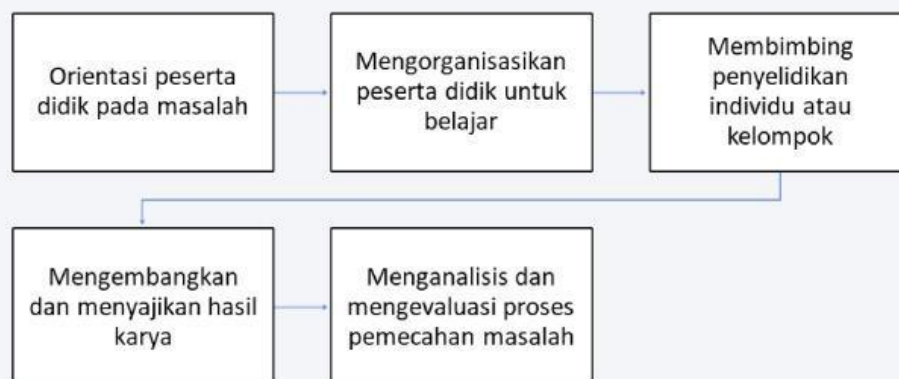 Orientasi peserta
didik pada masalah
Mengorganisasikan
peserta didik untuk
belajar
Membimbing
penyelidikan
individu atau
kelompok
Mengembangkan
dan menyajikan hasil
karya
Menganalisis dan
mengevaluasi proses
pemecahan masalah